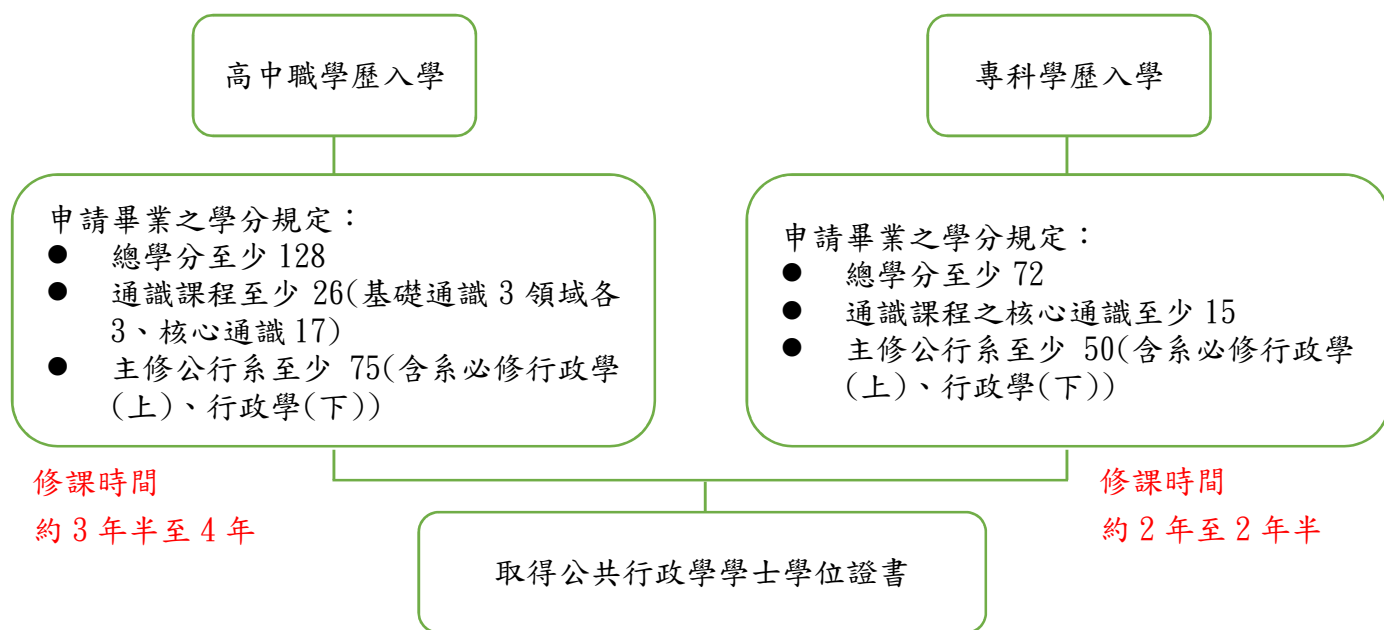 高中職學歷入學
專科學歷入學
申請畢業之學分規定：
● 總學分至少 128
● 通識課程至少 26(基礎通識 3 領域各
3、核心通識 17)
● 主修公行系至少 75(含系必修行政學
(上)、行政學(下))
申請畢業之學分規定：
● 總學分至少 72
● 通識課程之核心通識至少 15
● 主修公行系至少 50(含系必修行政學
(上)、行政學(下))
修課時間
約 3 年半至 4 年
修課時間
約 2 年至 2 年半
取得公共行政學學士學位證書